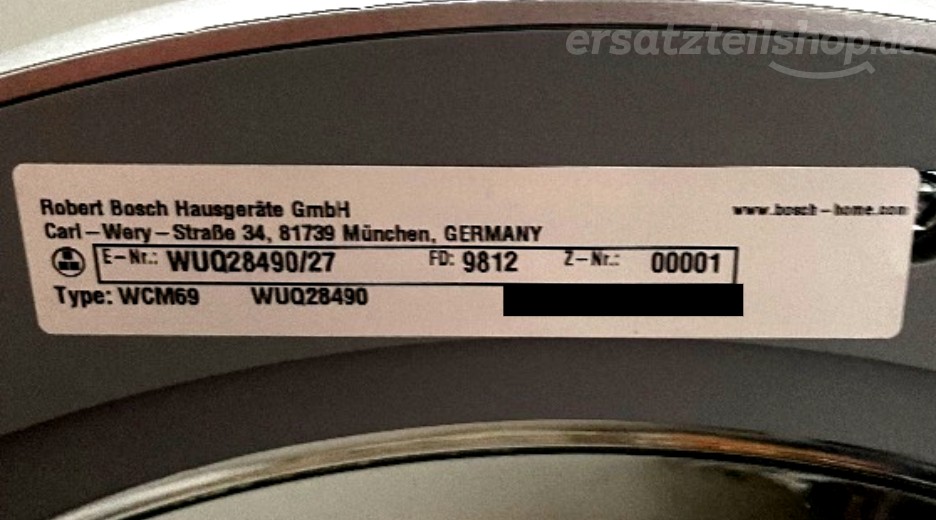 ersatzteilshop.de
Robert Bosch Hausgeräte GmbH
www.bosch-home.com
Carl-Wery-Straße 34, 81739 München, GERMANY
E-Nr.: WUQ28490/27 FD: 9812 Z-Nr.: 00001
Type: WCM69 WUQ28490